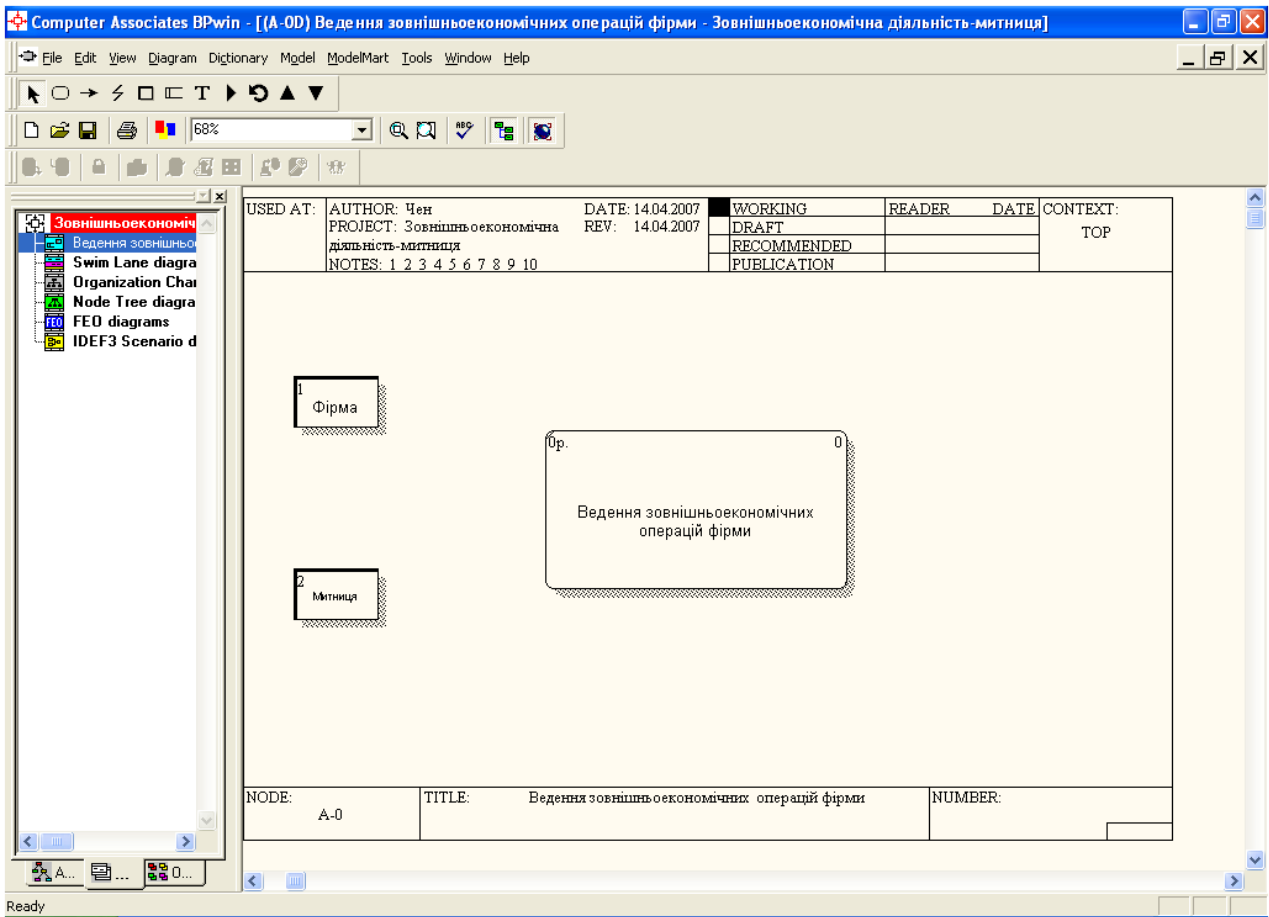 Computer Associates BPwin - [(A-0D) Ведення зовнішньоекономічних операцій фірми - Зовнішньоекономічна діяльність-митниця]
File Edit View Diagram Dictionary Model ModelMart Tools Window Help
68%
Зовнішньоекономіч
Ведення зовнішньо
Swim Lane diagra
Organization Char
Node Tree diagra
FEO diagrams
IDEF3 Scenario d
A...
...
O...
USED AT:
AUTHOR: Чен
DATE: 14.04.2007
PROJECT: Зовнішньоекономічна
діяльність-митниця
REV: 14.04.2007
NOTES: 1 2 3 4 5 6 7 8 9 10
WORKING
DRAFT
RECOMMENDED
PUBLICATION
READER DATE
CONTEXT:
TOP
1
Фірма
0р. 0
Ведення зовнішньоекономічних
операцій фірми
2
Митниця
NODE:
A-0
TITLE: Ведення зовнішньоекономічних операцій фірми
NUMBER:
Ready